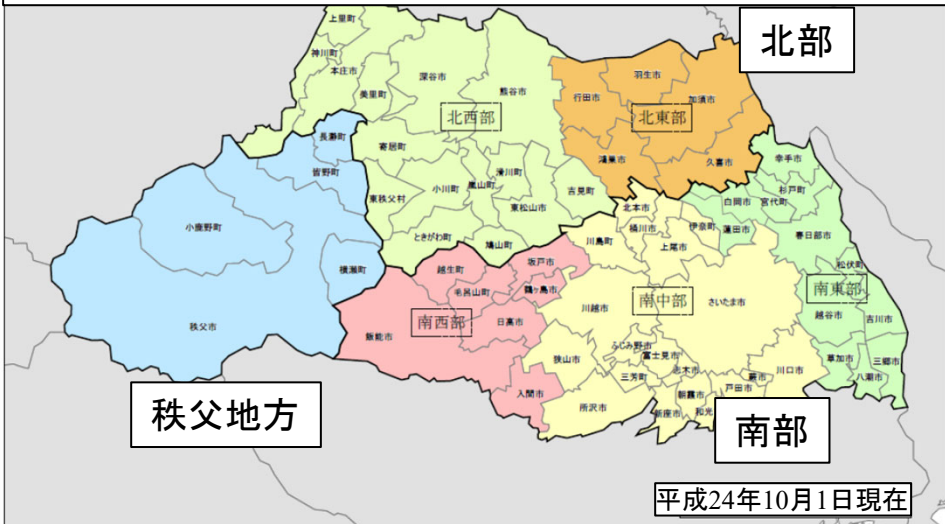 北部
上里町
神川町
本庄市
美里町
深谷市
熊谷市
北西部
寄居町
小川町
嵐山町
滑川町
東秩父村
東松山市
吉見町
ときがわ町
鳩山町
行田市
羽生市
加須市
北東部
鴻巣市
久喜市
長瀞町
皆野町
小鹿野町
横瀬町
秩父市
秩父地方
越生町
毛呂山町
坂戸市
鶴ヶ島市
南西部
日高市
飯能市
入間市
北本市
桶川市
伊奈町
川島町
上尾市
川越市
南中部
さいたま市
ふじみ野市
富士見市
狭山市
三芳町
志木市
所沢市
新座市
朝霞市
和光
戸田市
蕨市
川口市
幸手市
杉戸町
白岡市
宮代町
蓮田市
春日部市
松伏町
南東部
越谷市
吉川市
草加市
三郷市
八潮市
南部
平成24年10月1日現在